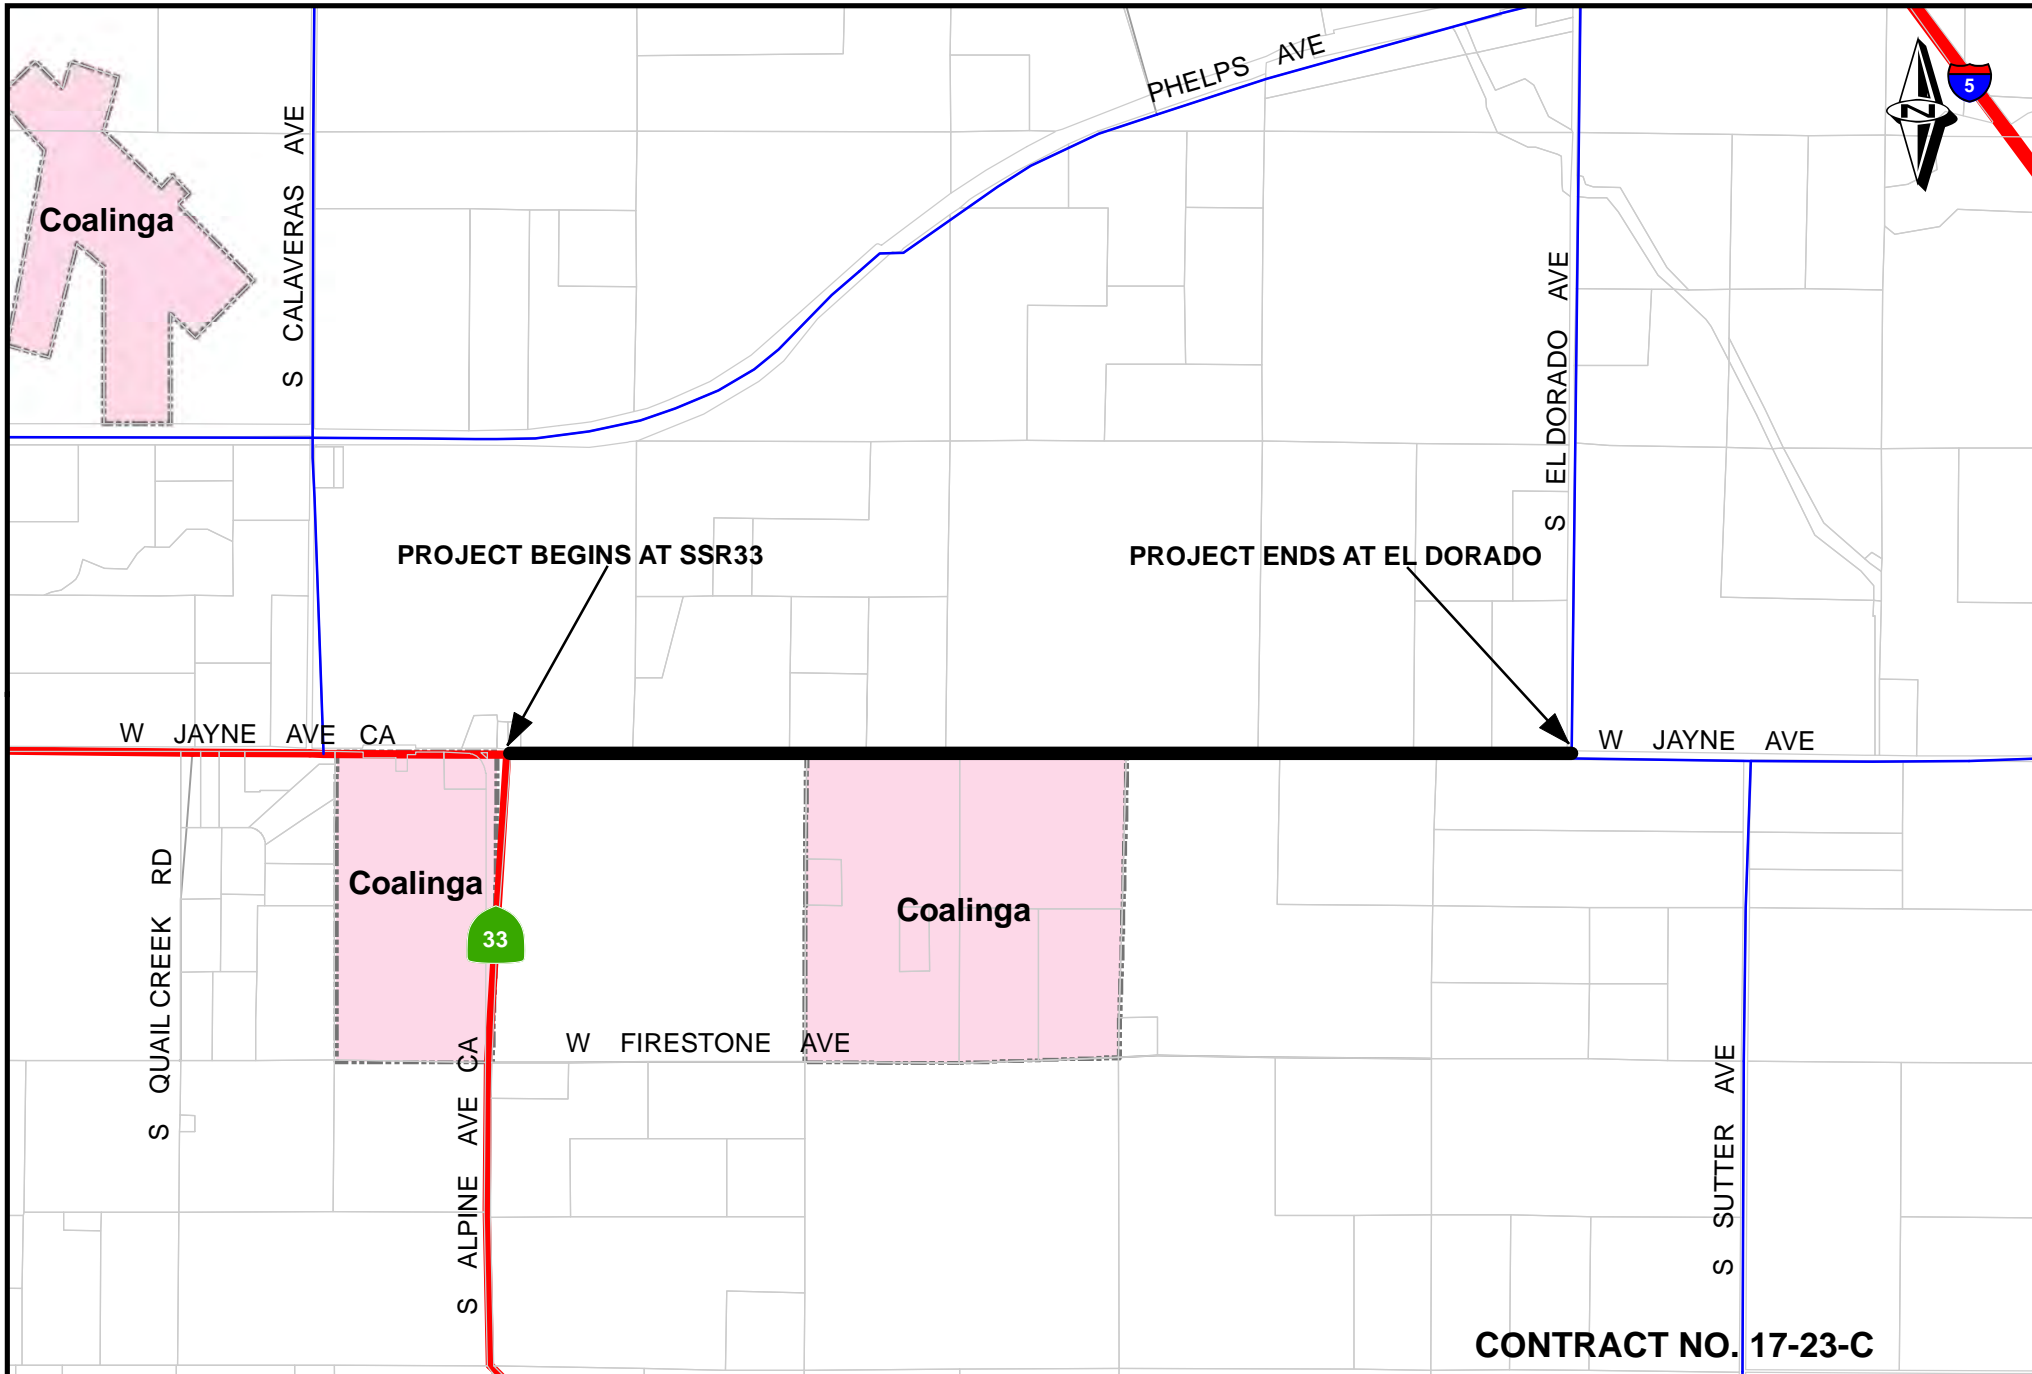 PHELPS AVE
5
N
S CALAVERAS AVE
Coalinga
S EL DORADO AVE
PROJECT BEGINS AT SSR33
PROJECT ENDS AT EL DORADO
W JAYNE AVE CA
W JAYNE AVE
S QUAIL CREEK RD
Coalinga
Coalinga
33
W FIRESTONE AVE
S ALPINE AVE CA
S SUTTER AVE
CONTRACT NO. 17-23-C